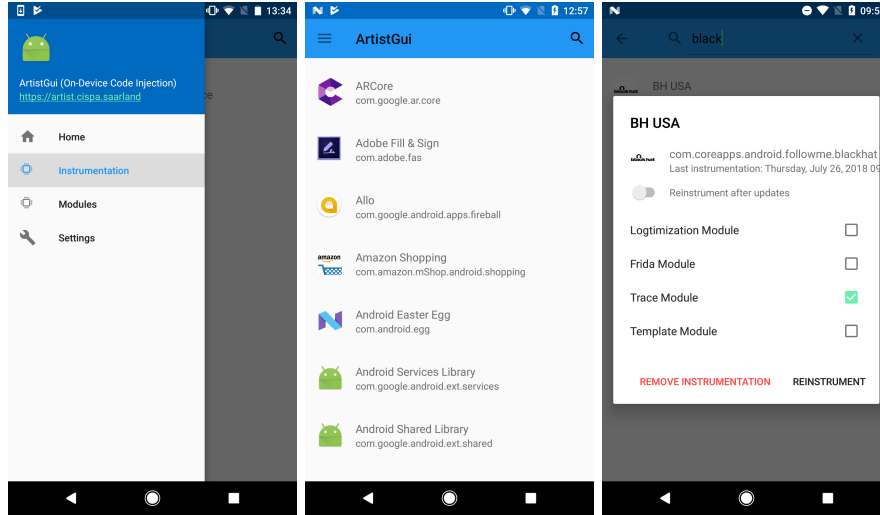 13:34
ArtistGui (On-Device Code Injection)
https://artist.cispa.saarland
Home
Instrumentation
Modules
Settings
12:57
ArtistGui
ARCore
com.google.ar.core
Adobe Fill & Sign
com.adobe.fas
Allo
com.google.android.apps.fireball
amazon
Amazon Shopping
com.amazon.mShop.android.shopping
Android Easter Egg
com.android.egg
Android Services Library
com.google.android.ext.services
Android Shared Library
com.google.android.ext.shared
09:5
black
BH USA
BH USA
com.coreapps.android.followme.blackhat
Last instrumentation: Thursday, July 26, 2018 09
Reinstrument after updates
Logtimization Module
Frida Module
Trace Module
Template Module
REMOVE INSTRUMENTATION
REINSTRUMENT